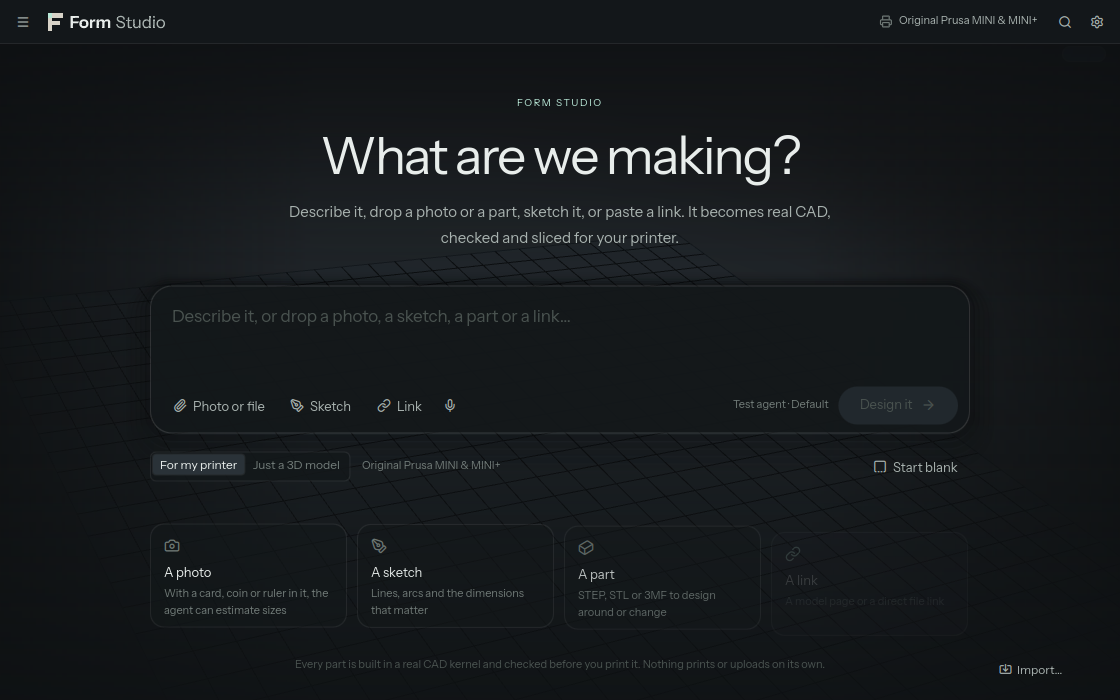 Form Studio
Original Prusa MINI & MINI+
FORM STUDIO
What are we making?
Describe it, drop a photo or a part, sketch it, or paste a link. It becomes real CAD,
checked and sliced for your printer.
Describe it, or drop a photo, a sketch, a part or a link...
Photo or file
Sketch
Link
Test agent · Default
Design it
For my printer
Just a 3D model
Original Prusa MINI & MINI+
Start blank
A photo
With a card, coin or ruler in it, the
agent can estimate sizes
A sketch
Lines, arcs and the dimensions
that matter
A part
STEP, STL or 3MF to design
around or change
A link
A model page or a direct file link
Every part is built in a real CAD kernel and checked before you print it. Nothing prints or uploads on its own.
Import...